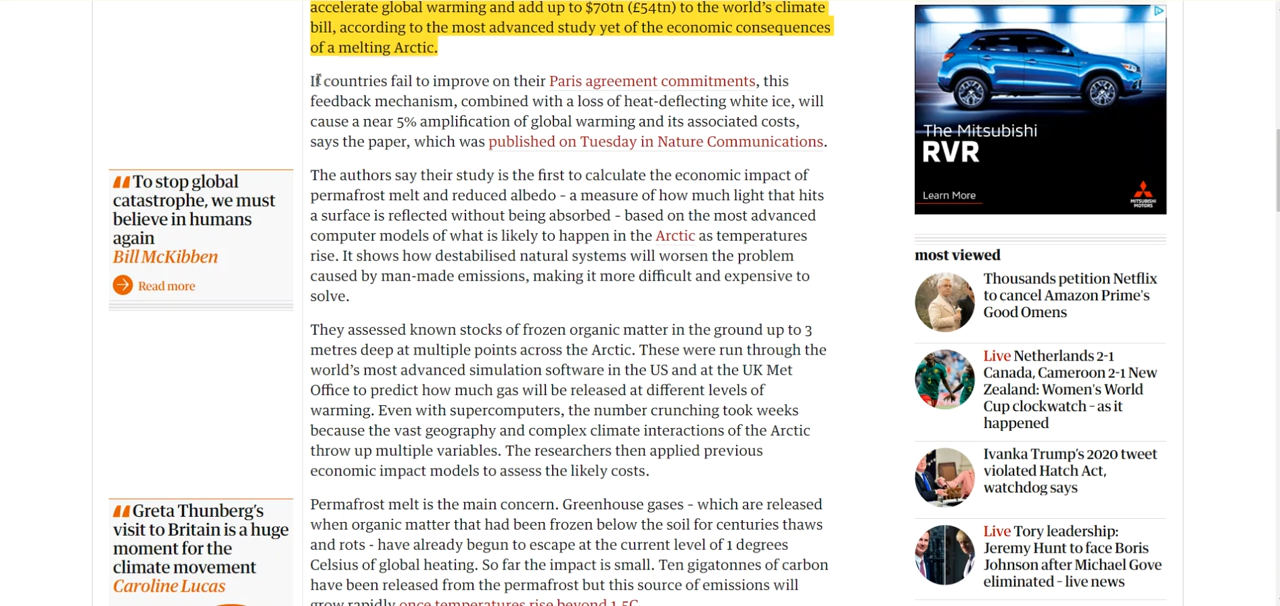 accelerate global warming and add up to $70tn (£54tn) to the world's climate
bill, according to the most advanced study yet of the economic consequences
of a melting Arctic.
If countries fail to improve on their Paris agreement commitments, this
feedback mechanism, combined with a loss of heat-deflecting white ice, will
cause a near 5% amplification of global warming and its associated costs,
says the paper, which was published on Tuesday in Nature Communications.
The authors say their study is the first to calculate the economic impact of
permafrost melt and reduced albedo – a measure of how much light that hits
a surface is reflected without being absorbed – based on the most advanced
computer models of what is likely to happen in the Arctic as temperatures
rise. It shows how destabilised natural systems will worsen the problem
caused by man-made emissions, making it more difficult and expensive to
solve.
They assessed known stocks of frozen organic matter in the ground up to 3
metres deep at multiple points across the Arctic. These were run through the
world's most advanced simulation software in the US and at the UK Met
Office to predict how much gas will be released at different levels of
warming. Even with supercomputers, the number crunching took weeks
because the vast geography and complex climate interactions of the Arctic
throw up multiple variables. The researchers then applied previous
economic impact models to assess the likely costs.
Permafrost melt is the main concern. Greenhouse gases – which are released
when organic matter that had been frozen below the soil for centuries thaws
and rots - have already begun to escape at the current level of 1 degrees
Celsius of global heating. So far the impact is small. Ten gigatonnes of carbon
have been released from the permafrost but this source of emissions will
grow rapidly once temperatures rise beyond 1.5C.
To stop global
catastrophe, we must
believe in humans
again
Bill McKibben
Read more
Greta Thunberg's
visit to Britain is a huge
moment for the
climate movement
Caroline Lucas
The Mitsubishi
RVR
Learn More
MITSUBISHI
MOTORS
most viewed
Thousands petition Netflix
to cancel Amazon Prime's
Good Omens
Live Netherlands 2-1
Canada, Cameroon 2-1 New
Zealand: Women's World
Cup clockwatch – as it
happened
Ivanka Trump's 2020 tweet
violated Hatch Act,
watchdog says
Live Tory leadership:
Jeremy Hunt to face Boris
Johnson after Michael Gove
eliminated – live news